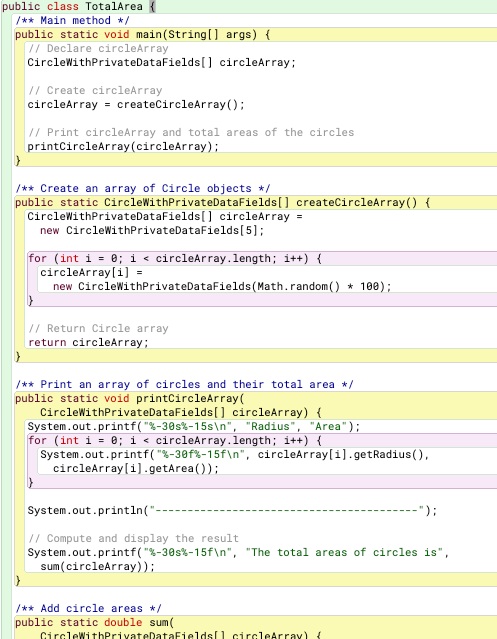 public class TotalArea {
  /** Main method */
  public static void main(String[] args) {
    // Declare circleArray
    CircleWithPrivateDataFields[] circleArray;

    // Create circleArray
    circleArray = createCircleArray();

    // Print circleArray and total areas of the circles
    printCircleArray(circleArray);
  }

  /** Create an array of Circle objects */
  public static CircleWithPrivateDataFields[] createCircleArray() {
    CircleWithPrivateDataFields[] circleArray =
      new CircleWithPrivateDataFields[5];

    for (int i = 0; i < circleArray.length; i++) {
      circleArray[i] =
        new CircleWithPrivateDataFields(Math.random() * 100);
    }

    // Return Circle array
    return circleArray;
  }

  /** Print an array of circles and their total area */
  public static void printCircleArray(
      CircleWithPrivateDataFields[] circleArray) {
    System.out.printf("%-30s%-15s\n", "Radius", "Area");
    for (int i = 0; i < circleArray.length; i++) {
      System.out.printf("%-30f%-15f\n", circleArray[i].getRadius(),
        circleArray[i].getArea());
    }

    System.out.println("-----------------------------------------");

    // Compute and display the result
    System.out.printf("%-30s%-15f\n", "The total areas of circles is",
      sum(circleArray));
  }

  /** Add circle areas */
  public static double sum(
      CircleWithPrivateDataFields[] circleArray) {